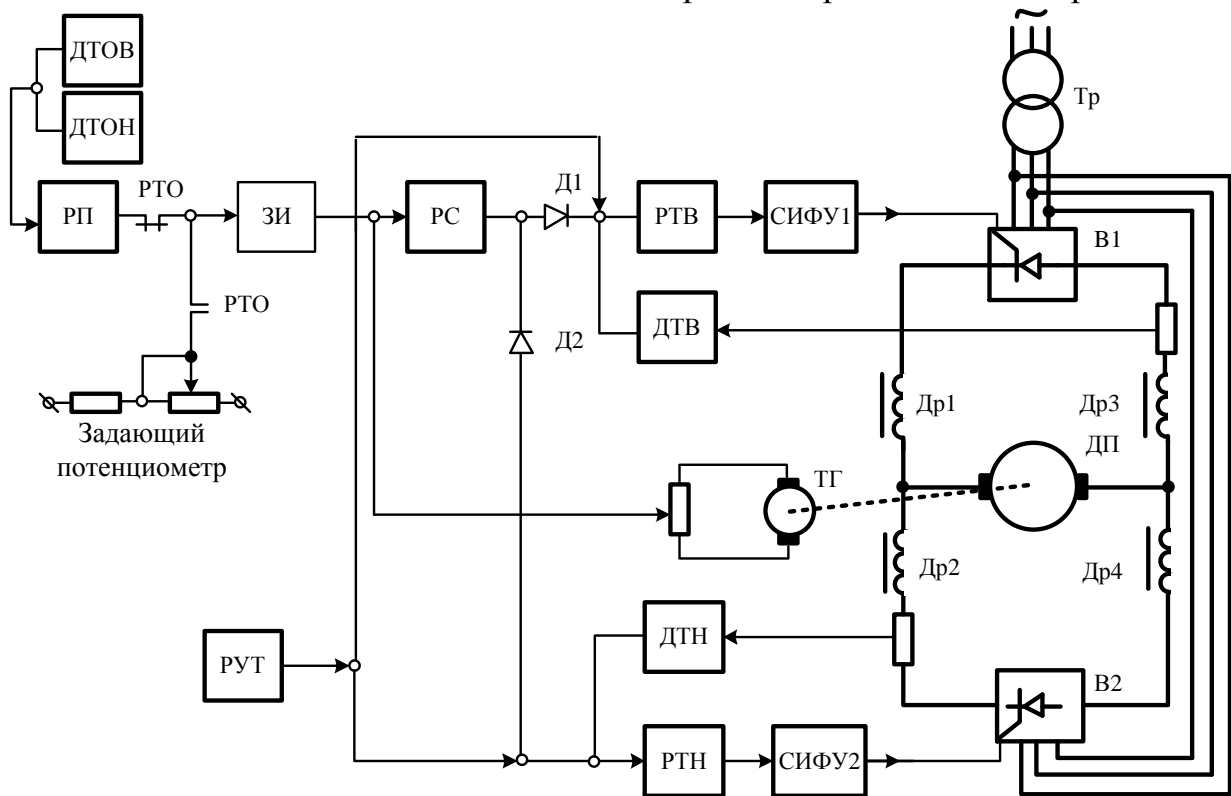 ДТОВ
ДТОН
Тр
РП
РТО
ЗИ
РС
Д1
РТВ
СИФУ1
В1
РТО
ДТВ
Д2
Задающий
потенциометр
Др1
Др3
ДП
ТГ
Др2
Др4
ДТН
РУТ
В2
РТН
СИФУ2